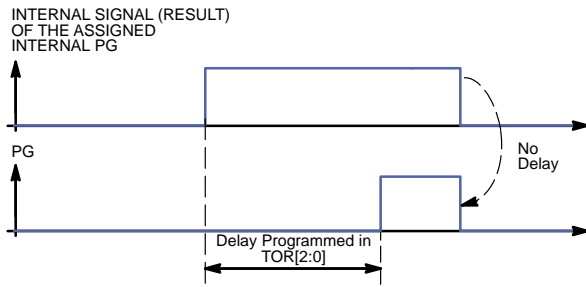 INTERNAL SIGNAL (RESULT)
OF THE ASSIGNED
INTERNAL PG
PG
No
Delay
Delay Programmed in
TOR[2:0]